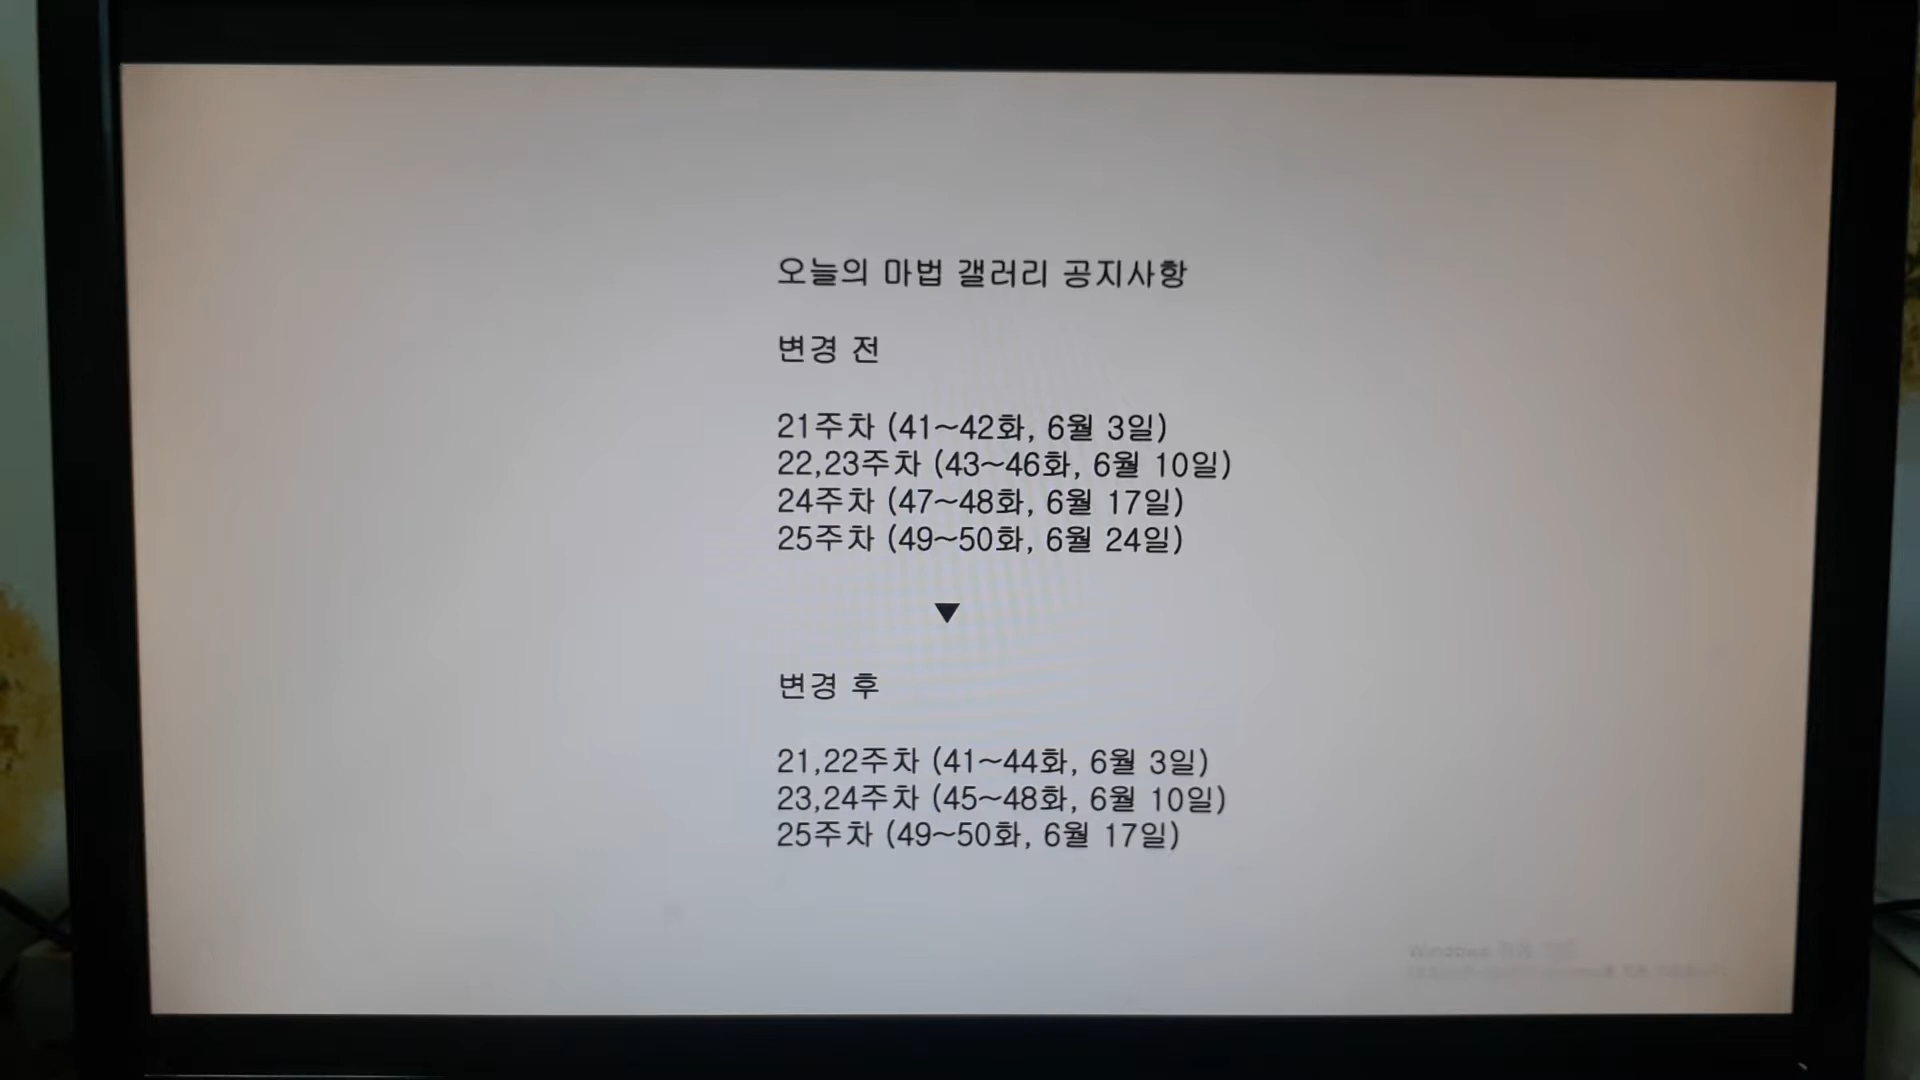 오늘의 마법 갤러리 공지사항
변경 전
21주차 (41~42화, 6월 3일)
22,23주차 (43~46화, 6월 10일)
24주차 (47~48화, 6월 17일)
25주차 (49~50화, 6월 24일)
▼
변경 후
21,22주차 (41~44화, 6월 3일)
23,24주차 (45~48화, 6월 10일)
25주차 (49~50화, 6월 17일)
Windows